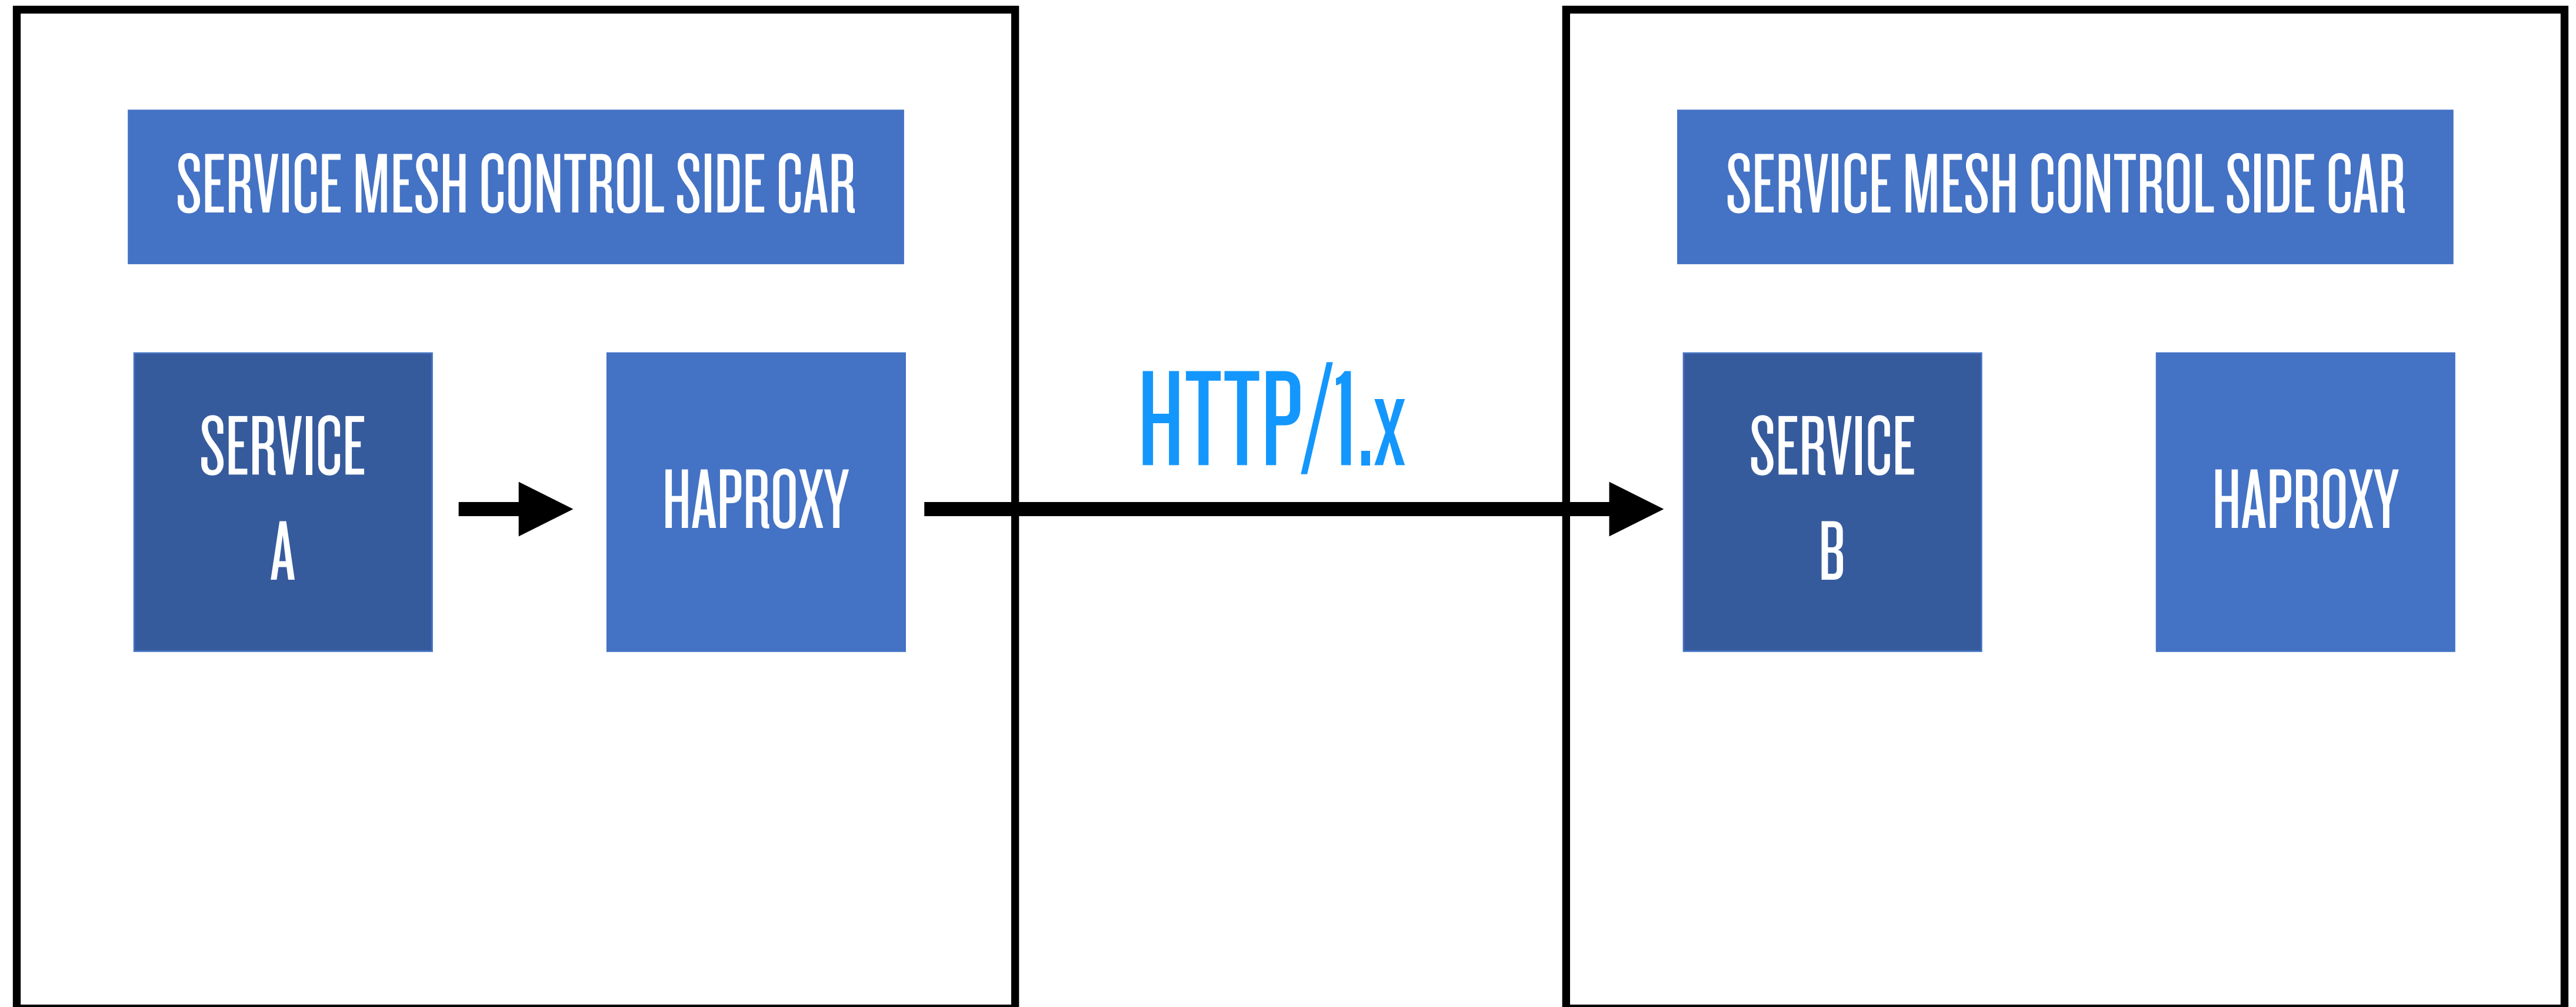 SERVICE MESH CONTROL SIDE CAR
SERVICE
A
HAPROXY
HTTP/1.x
SERVICE MESH CONTROL SIDE CAR
SERVICE
B
HAPROXY